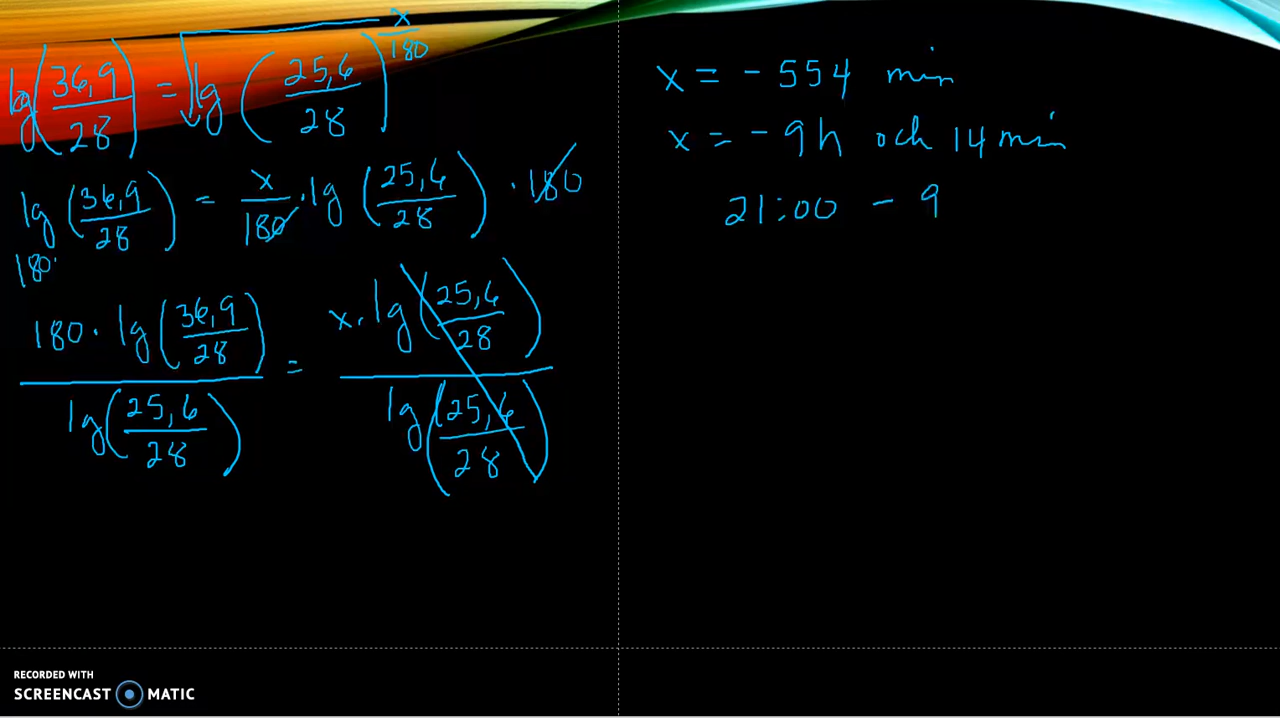 lg(36,9/28) = lg(25,6/28)^(x/180)
lg(36,9/28) = x/180 · lg(25,6/28) · 180
180·
180 · lg(36,9/28) / lg(25,6/28) = x · lg(25,6/28) / lg(25,6/28)
x = - 554 min
x = - 9h och 14 min
21:00 - 9
RECORDED WITH
SCREENCAST MATIC